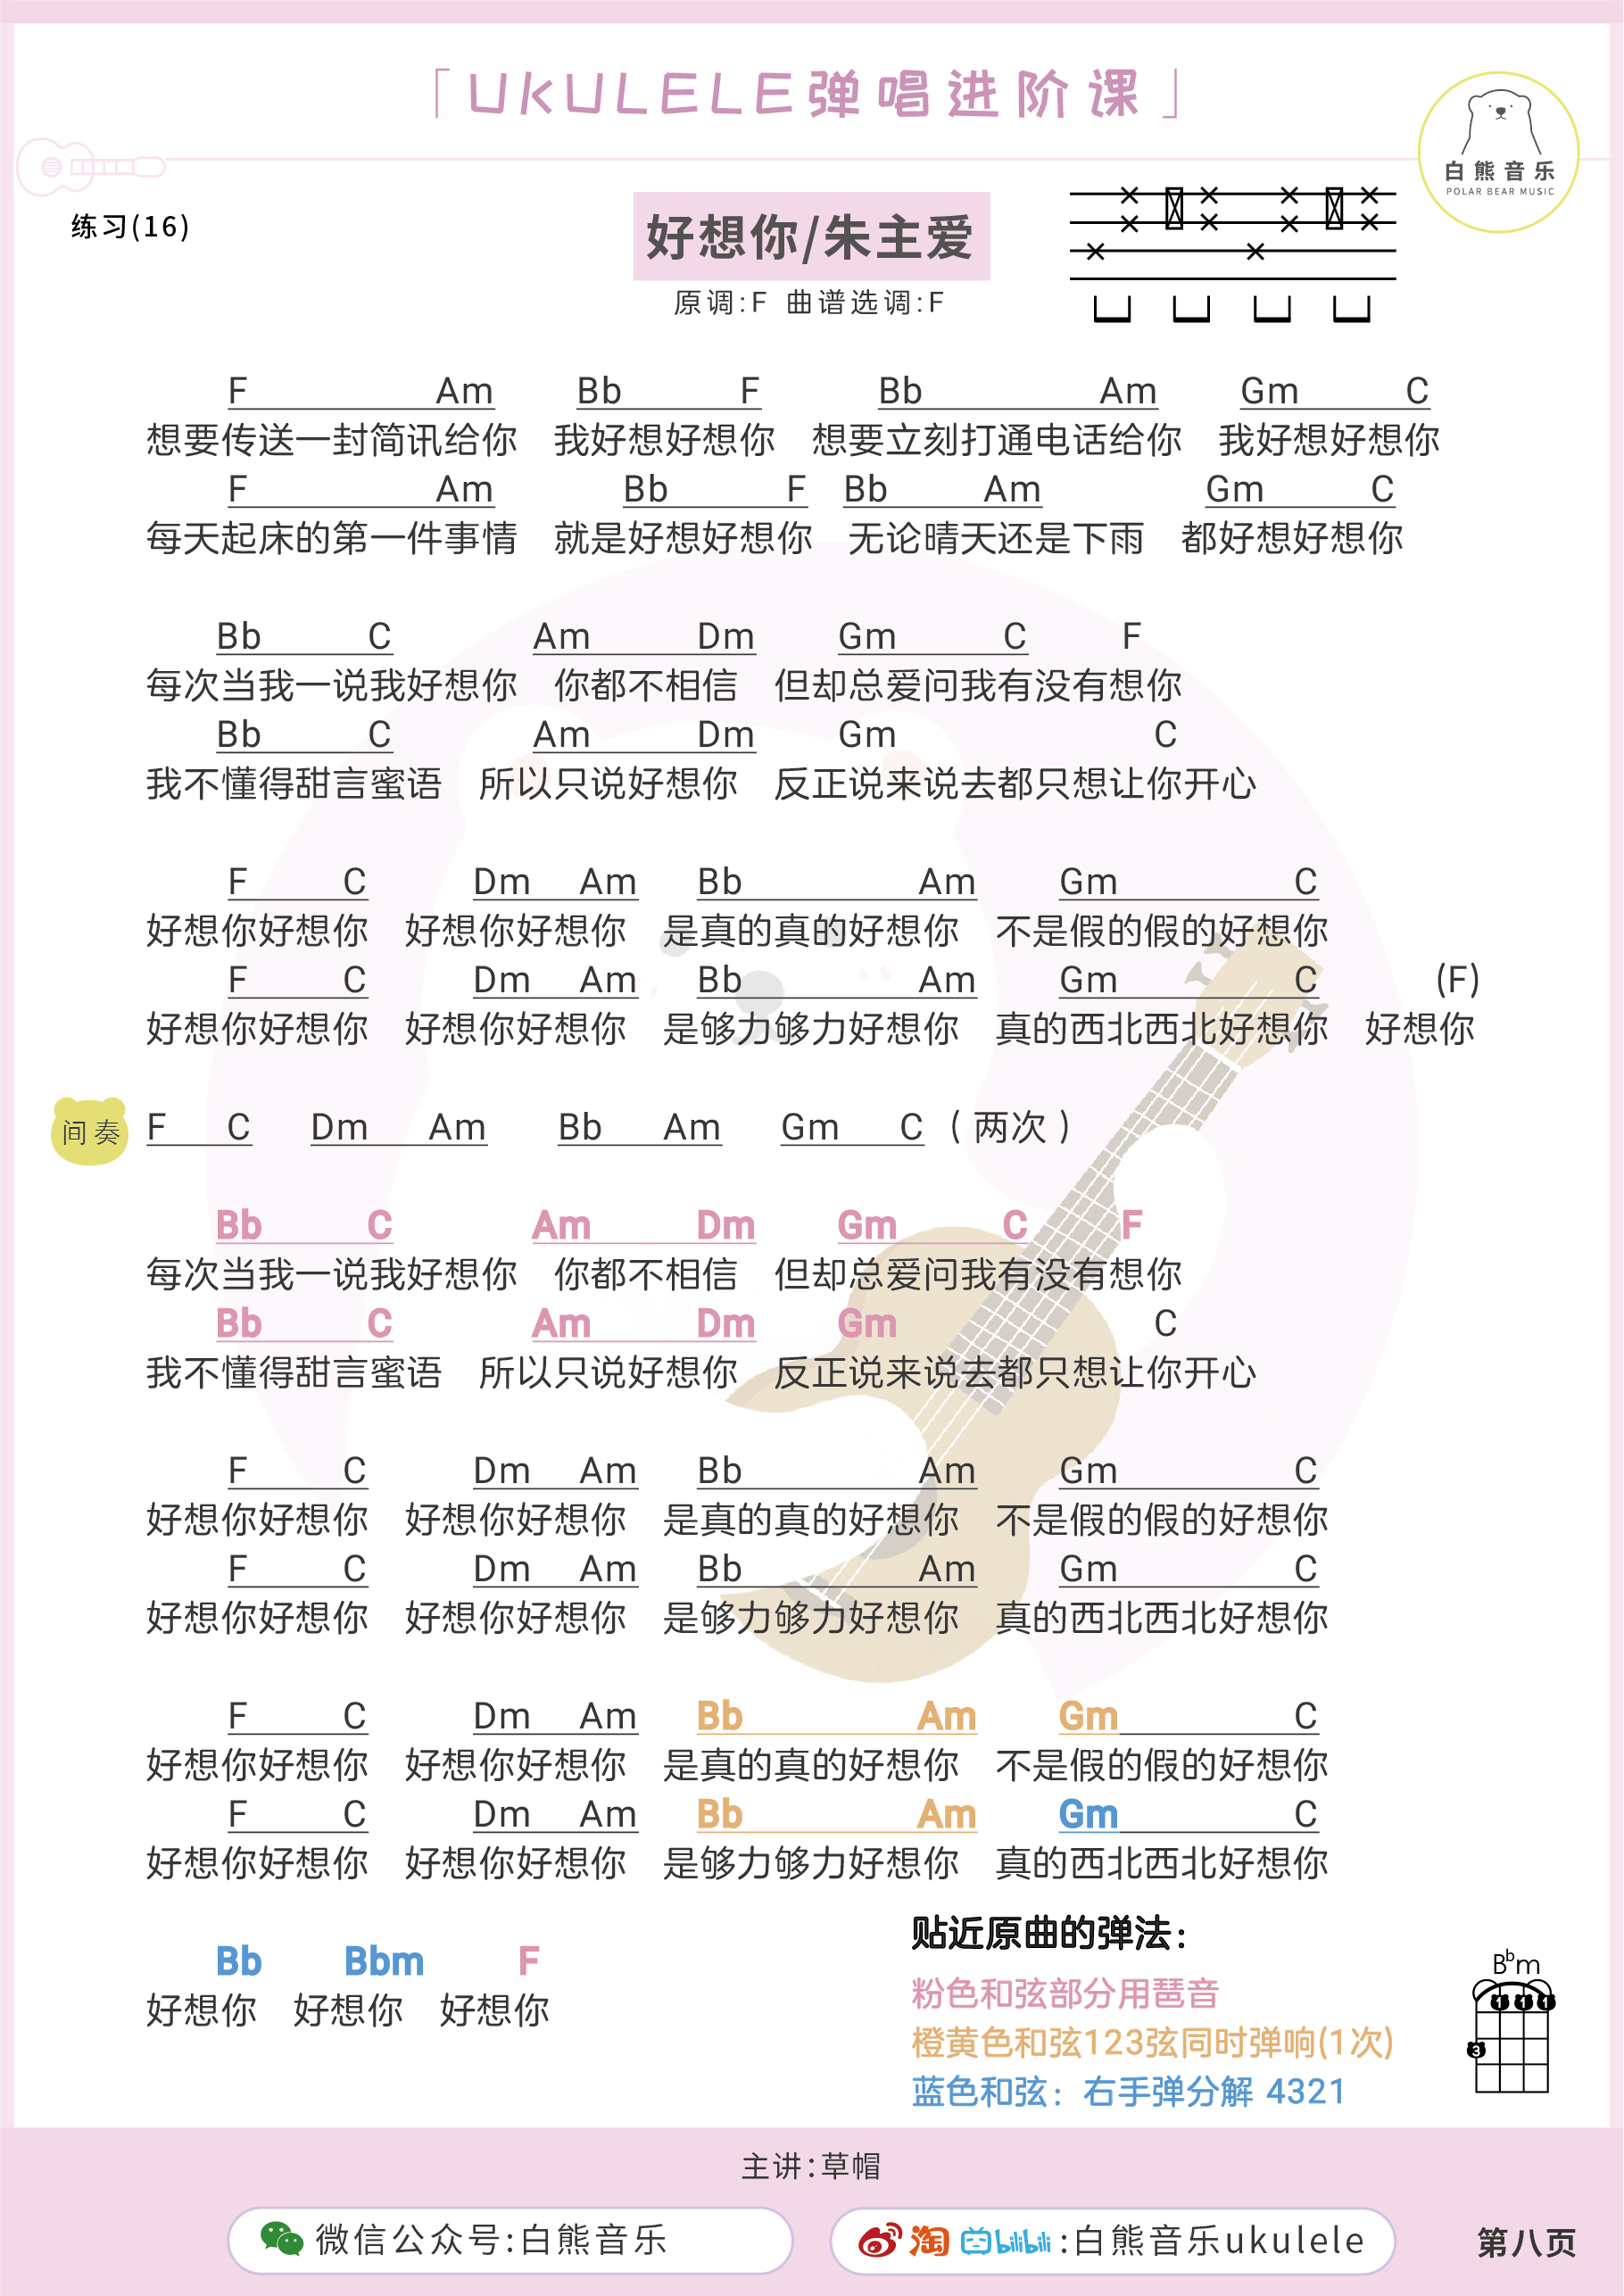 「UKULELE弹唱进阶课」
白熊音乐
POLAR BEAR MUSIC
练习(16)
好想你/朱主爱
原调:F 曲谱选调:F
F Am Bb F Bb Am Gm C
想要传送一封简讯给你 我好想好想你 想要立刻打通电话给你 我好想好想你
F Am Bb F Bb Am Gm C
每天起床的第一件事情 就是好想好想你 无论晴天还是下雨 都好想好想你
Bb C Am Dm Gm C F
每次当我一说我好想你 你都不相信 但却总爱问我有没有想你
Bb C Am Dm Gm C
我不懂得甜言蜜语 所以只说好想你 反正说来说去都只想让你开心
F C Dm Am Bb Am Gm C
好想你好想你 好想你好想你 是真的真的好想你 不是假的假的好想你
F C Dm Am Bb Am Gm C (F)
好想你好想你 好想你好想你 是够力够力好想你 真的西北西北好想你 好想你
间奏 F C Dm Am Bb Am Gm C (两次)
Bb C Am Dm Gm C F
每次当我一说我好想你 你都不相信 但却总爱问我有没有想你
Bb C Am Dm Gm C
我不懂得甜言蜜语 所以只说好想你 反正说来说去都只想让你开心
F C Dm Am Bb Am Gm C
好想你好想你 好想你好想你 是真的真的好想你 不是假的假的好想你
F C Dm Am Bb Am Gm C
好想你好想你 好想你好想你 是够力够力好想你 真的西北西北好想你
F C Dm Am Bb Am Gm C
好想你好想你 好想你好想你 是真的真的好想你 不是假的假的好想你
F C Dm Am Bb Am Gm C
好想你好想你 好想你好想你 是够力够力好想你 真的西北西北好想你
Bb Bbm F
好想你 好想你 好想你
贴近原曲的弹法：
粉色和弦部分用琶音
橙黄色和弦123弦同时弹响(1次)
蓝色和弦：右手弹分解 4321
Bbm
1 1 1
3
主讲:草帽
微信公众号:白熊音乐
淘 bilibili :白熊音乐ukulele
第八页